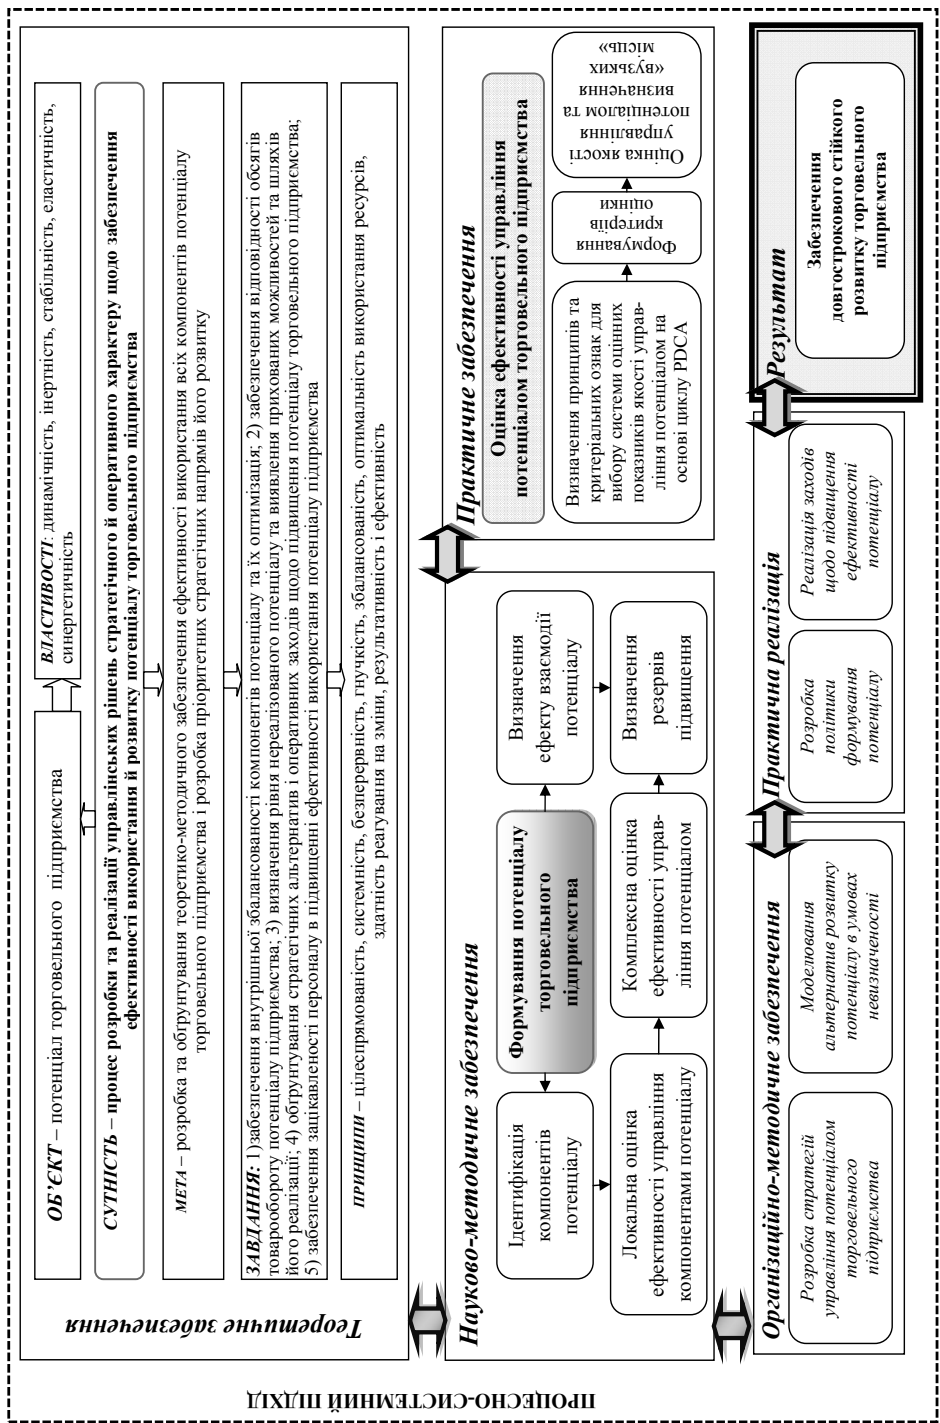 ПРОЦЕСНО-СИСТЕМНИЙ ПІДХІД
Теоретичне забезпечення
ОБ’ЄКТ – потенціал торговельного підприємства
ВЛАСТИВОСТІ: динамічність, інертність, стабільність, еластичність,
синергетичність
СУТНІСТЬ – процес розробки та реалізації управлінських рішень стратегічного й оперативного характеру щодо забезпечення
ефективності використання й розвитку потенціалу торговельного підприємства
МЕТА – розробка та обґрунтування теоретико-методичного забезпечення ефективності використання всіх компонентів потенціалу
торговельного підприємства і розробка пріоритетних стратегічних напрямів його розвитку
ЗАВДАННЯ: 1)забезпечення внутрішньої збалансованості компонентів потенціалу та їх оптимізація; 2) забезпечення відповідності обсягів
товарообороту потенціалу підприємства; 3) визначення рівня нереалізованого потенціалу та виявлення прихованих можливостей та шляхів
його реалізації; 4) обґрунтування стратегічних альтернатив і оперативних заходів щодо підвищення потенціалу торговельного підприємства;
5) забезпечення зацікавленості персоналу в підвищенні ефективності використання потенціалу підприємства
ПРИНЦИПИ – цілеспрямованість, системність, безперервність, гнучкість, збалансованість, оптимальність використання ресурсів,
здатність реагування на зміни, результативність і ефективність
Науково-методичне забезпечення
Ідентифікація
компонентів
потенціалу
Формування потенціалу
торговельного
підприємства
Визначення
ефекту взаємодії
потенціалу
Локальна оцінка
ефективності управління
компонентами потенціалу
Комплексна оцінка
ефективності управ-
ління потенціалом
Визначення
резервів
підвищення
Практичне забезпечення
Оцінка ефективності управління
потенціалом торговельного підприємства
Визначення принципів та
критеріальних ознак для
вибору системи оцінних
показників якості управ-
ління потенціалом на
основі циклу PDCA
Формування
критеріїв
оцінки
Оцінка якості
управління
потенціалом та
визначення
«вузьких
місць»
Організаційно-методичне забезпечення
Розробка стратегій
управління потенціалом
торговельного
підприємства
Моделювання
альтернатив розвитку
потенціалу в умовах
невизначеності
Практична реалізація
Розробка
політики
формування
потенціалу
Реалізація заходів
щодо підвищення
ефективності
потенціалу
Результат
Забезпечення
довгострокового стійкого
розвитку торговельного
підприємства